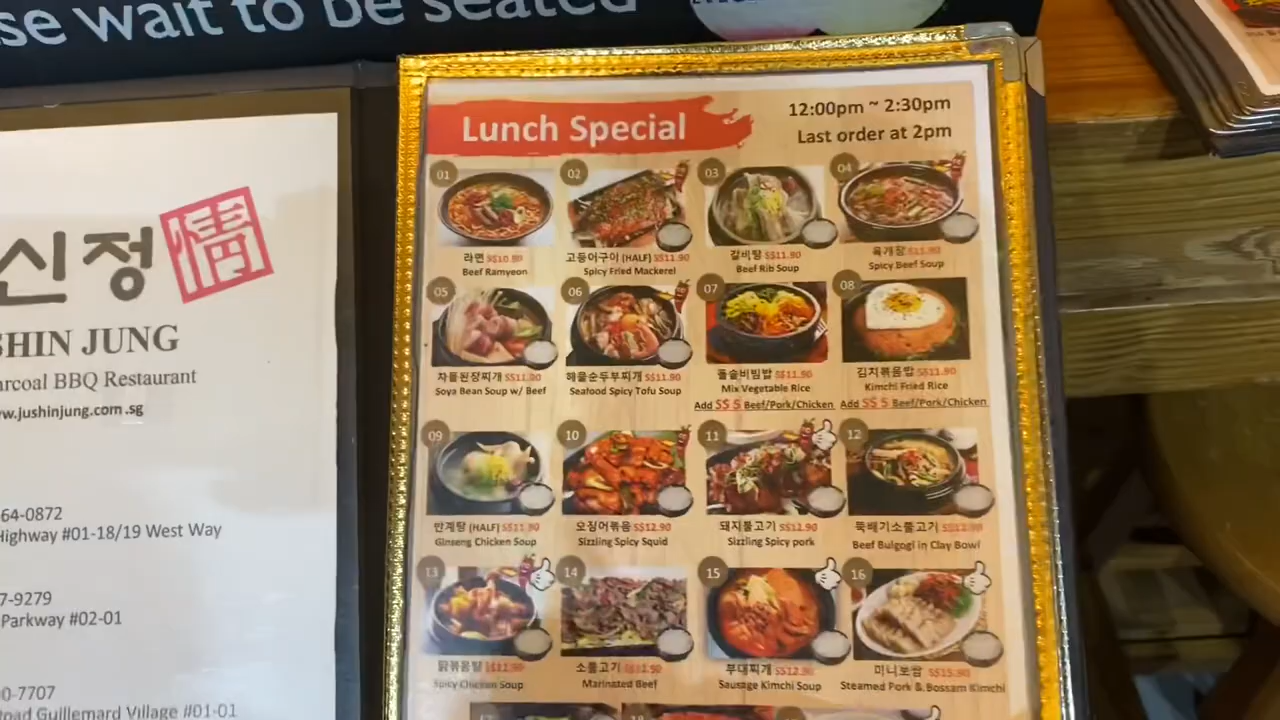 se wait to be seated
신정
SHIN JUNG
arcoal BBQ Restaurant
w.jushinjung.com.sg
64-0872
Highway #01-18/19 West Way
7-9279
Parkway #02-01
0-7707
oad Guillemard Village #01-01
Lunch Special
12:00pm ~ 2:30pm
Last order at 2pm
01 02 03 04
라면 S$10.90
Beef Ramyeon
고등어구이 (HALF) S$11.90
Spicy Fried Mackerel
갈비탕 S$11.90
Beef Rib Soup
육개장 S$11.90
Spicy Beef Soup
05 06 07 08
차돌된장찌개 S$11.90
Soya Bean Soup w/ Beef
해물순두부찌개 S$11.90
Seafood Spicy Tofu Soup
돌솥비빔밥 S$11.90
Mix Vegetable Rice
Add S$ 5 Beef/Pork/Chicken
김치볶음밥 S$11.90
Kimchi Fried Rice
Add S$ 5 Beef/Pork/Chicken
09 10 11 12
반계탕 (HALF) S$11.90
Ginseng Chicken Soup
오징어볶음 S$12.90
Sizzling Spicy Squid
돼지불고기 S$12.90
Sizzling Spicy pork
뚝배기소불고기 S$12.90
Beef Bulgogi in Clay Bowl
13 14 15 16
닭볶음탕
Spicy Chicken Soup
소불고기
Marinated Beef
부대찌개 S$12.90
Sausage Kimchi Soup
미니보쌈 S$15.90
Steamed Pork & Bossam Kimchi